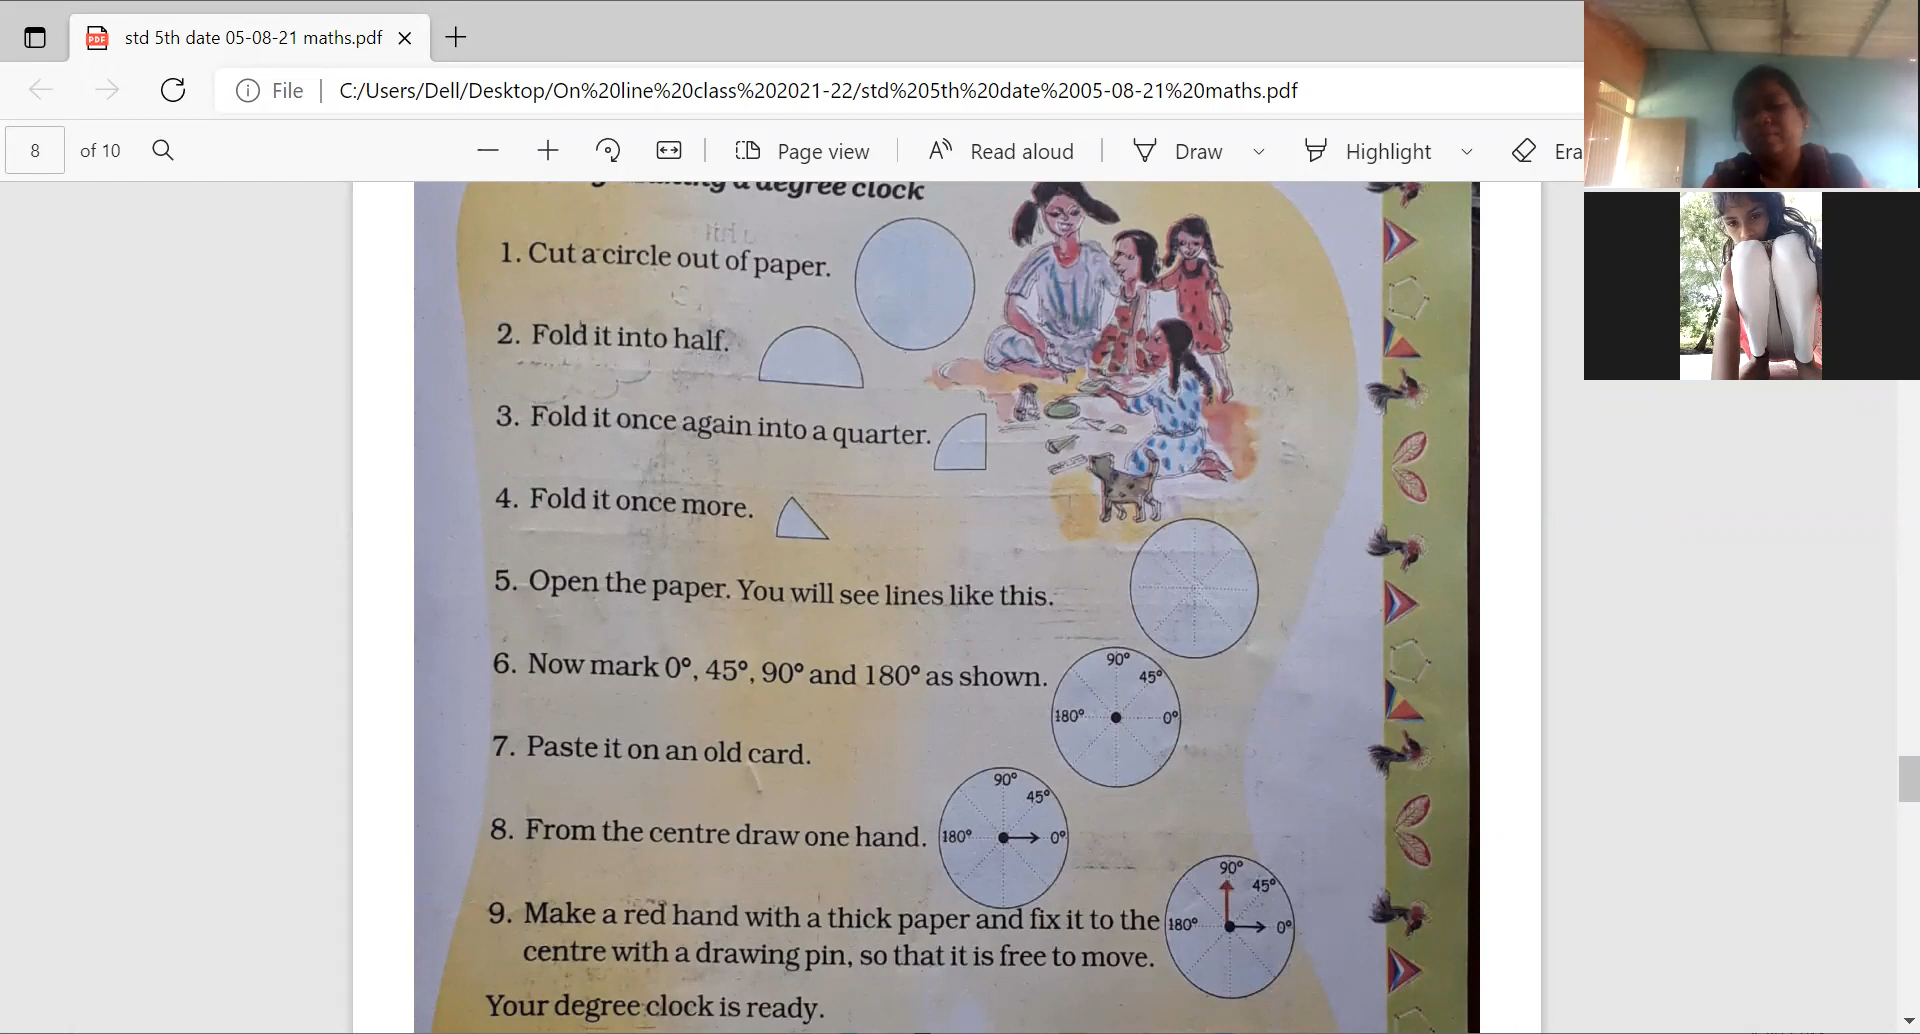 std 5th date 05-08-21 maths.pdf
File C:/Users/Dell/Desktop/On%20line%20class%202021-22/std%205th%20date%2005-08-21%20maths.pdf
8 of 10 Page view Read aloud Draw Highlight Era
a degree clock
1. Cut a circle out of paper.
2. Fold it into half.
3. Fold it once again into a quarter.
4. Fold it once more.
5. Open the paper. You will see lines like this.
6. Now mark 0°, 45°, 90° and 180° as shown.
90°
45°
180°
0°
7. Paste it on an old card.
8. From the centre draw one hand.
90°
45°
180°
0°
9. Make a red hand with a thick paper and fix it to the
centre with a drawing pin, so that it is free to move.
90°
45°
180°
0°
Your degree clock is ready.